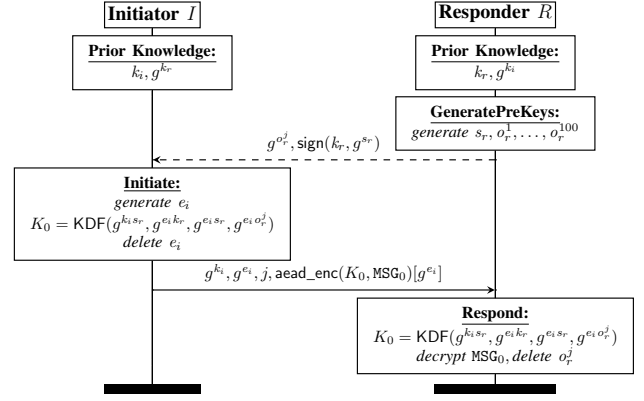 Initiator I
Responder R
Prior Knowledge:
k_i, g^{k_r}
Prior Knowledge:
k_r, g^{k_i}
GeneratePreKeys:
generate s_r, o_r^1, …, o_r^{100}
g^{o_r^j}, sign(k_r, g^{s_r})
Initiate:
generate e_i
K_0 = KDF(g^{k_i s_r}, g^{e_i k_r}, g^{e_i s_r}, g^{e_i o_r^j})
delete e_i
g^{k_i}, g^{e_i}, j, aead_enc(K_0, MSG_0)[g^{e_i}]
Respond:
K_0 = KDF(g^{k_i s_r}, g^{e_i k_r}, g^{e_i s_r}, g^{e_i o_r^j})
decrypt MSG_0, delete o_r^j